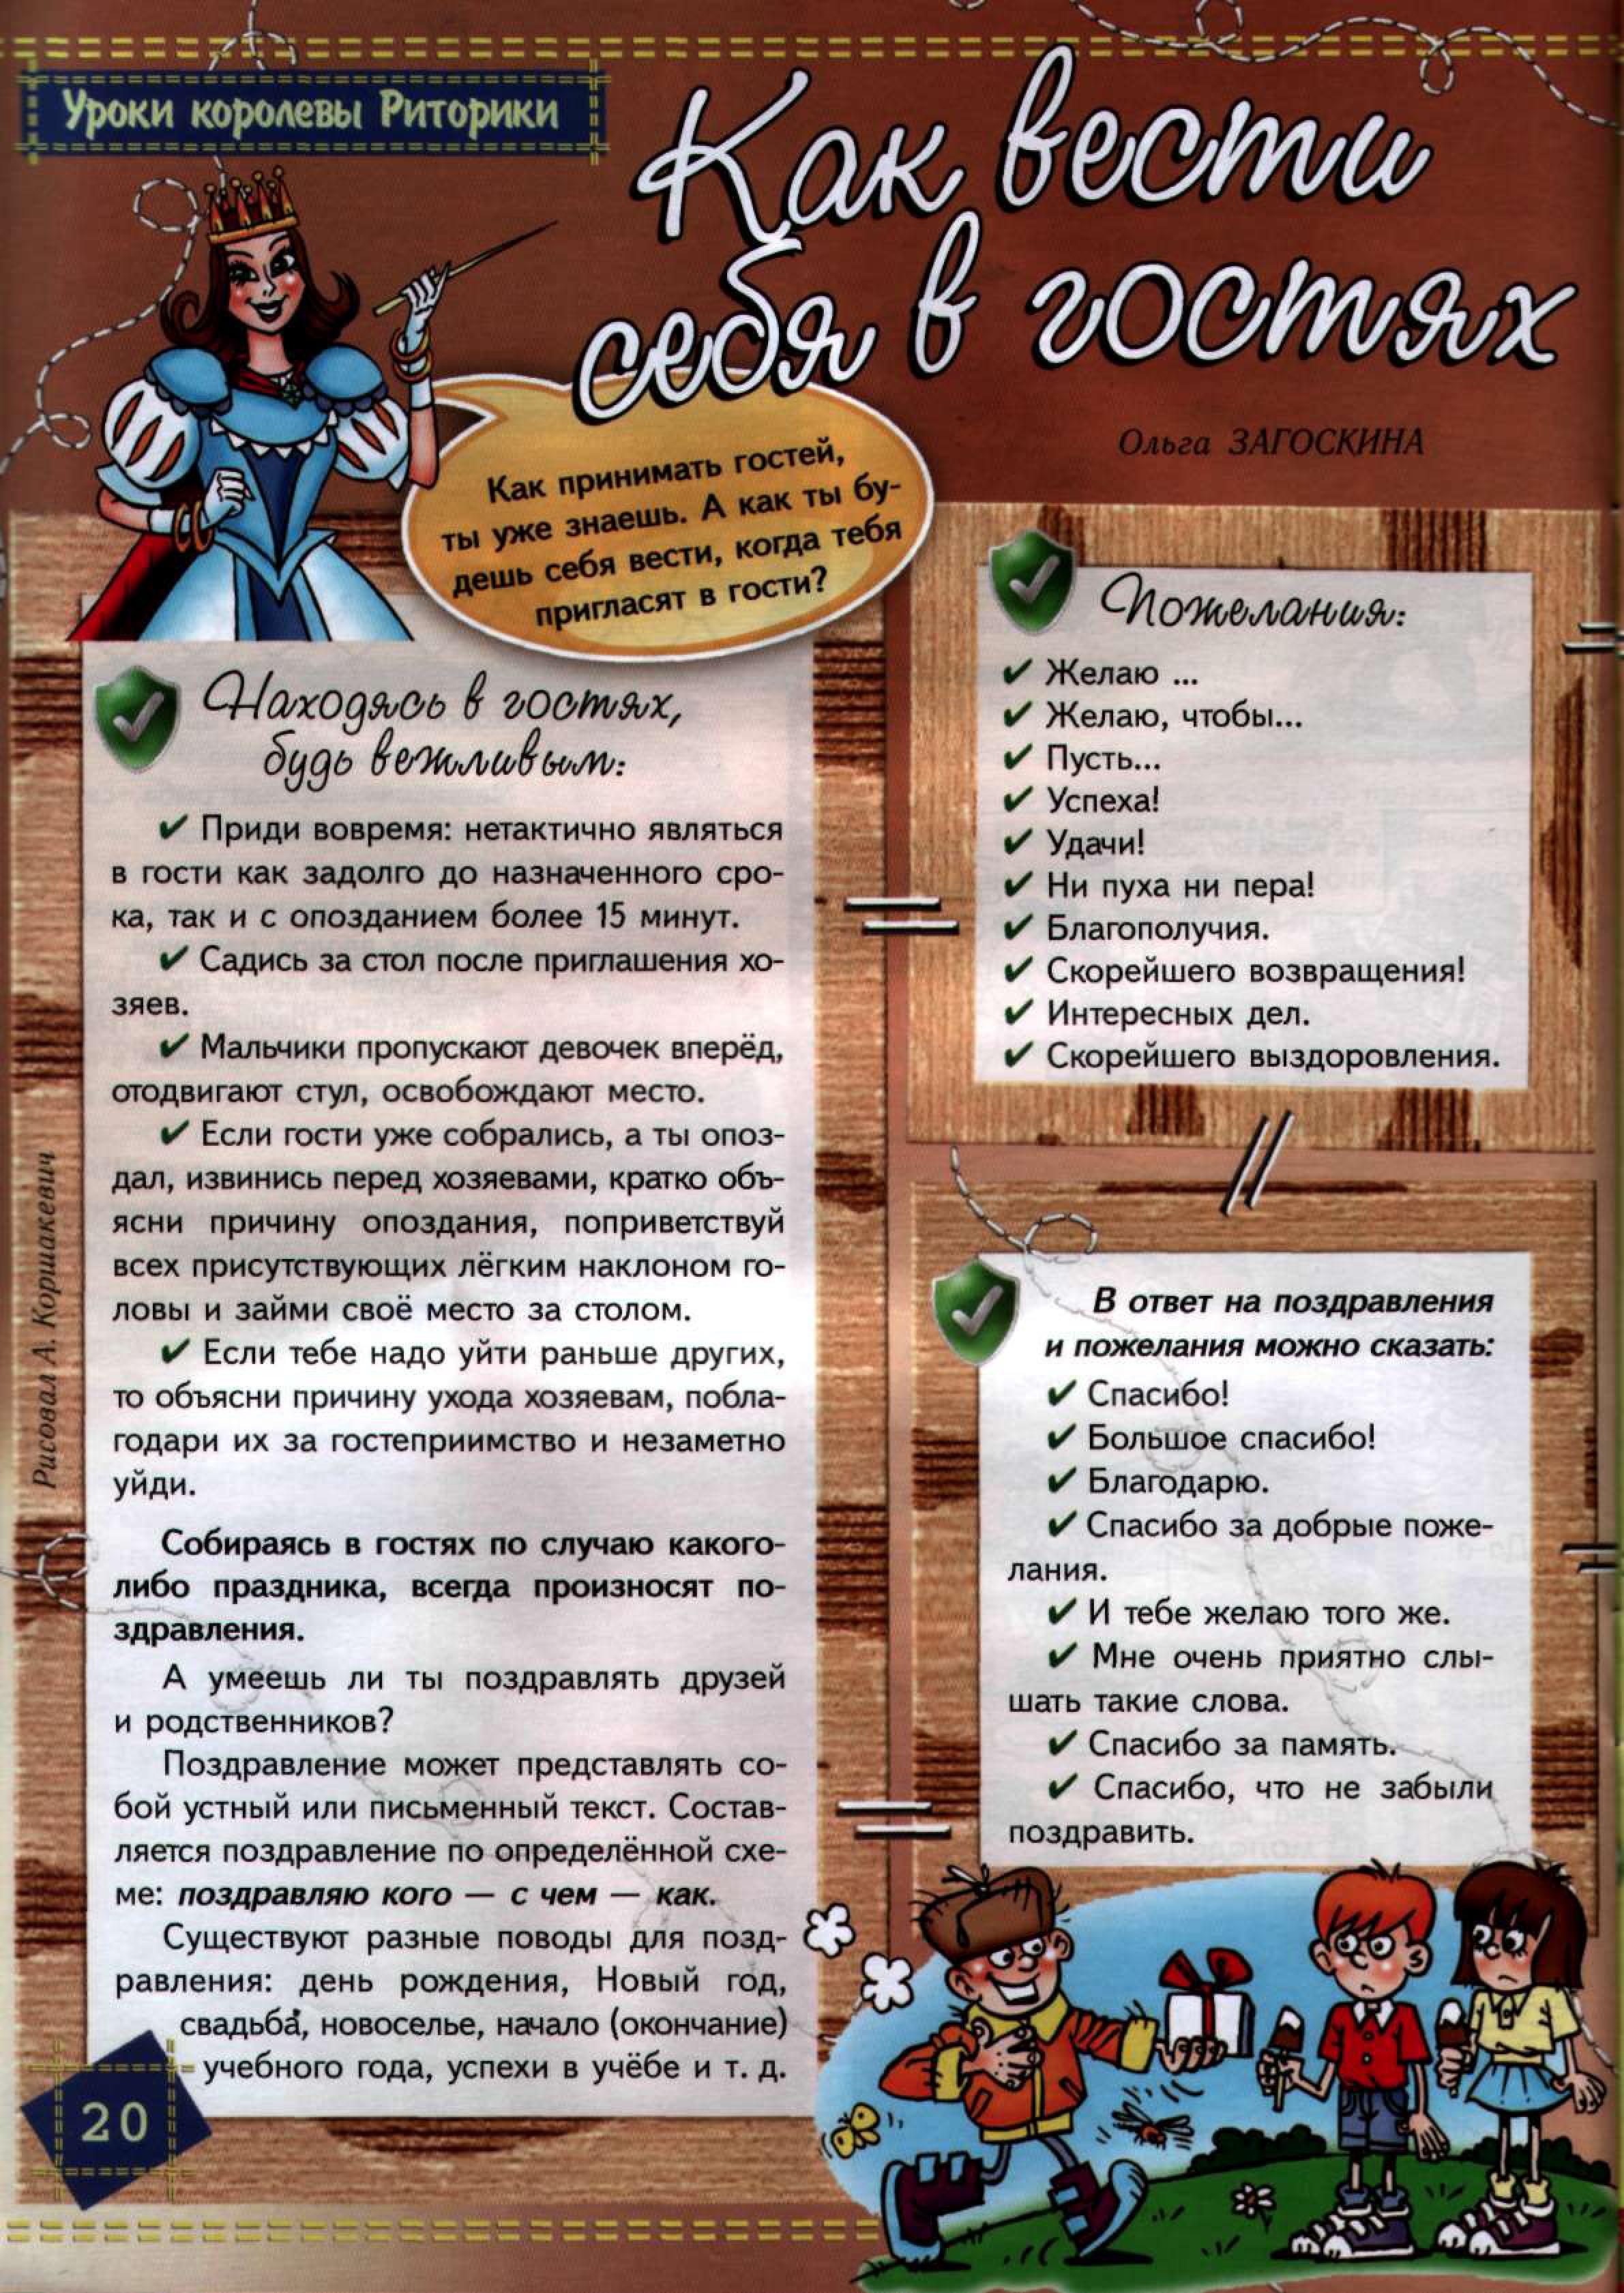 Уроки королевы Риторики
Как вести
себя в гостях
Ольга ЗАГОСКИНА
Как принимать гостей,
ты уже знаешь. А как ты бу-
дешь себя вести, когда тебя
пригласят в гости?
Находясь в гостях,
будь вежливым:
✔ Приди вовремя: нетактично являться
в гости как задолго до назначенного сро-
ка, так и с опозданием более 15 минут.
✔ Садись за стол после приглашения хо-
зяев.
✔ Мальчики пропускают девочек вперёд,
отодвигают стул, освобождают место.
✔ Если гости уже собрались, а ты опоз-
дал, извинись перед хозяевами, кратко объ-
ясни причину опоздания, поприветствуй
всех присутствующих лёгким наклоном го-
ловы и займи своё место за столом.
✔ Если тебе надо уйти раньше других,
то объясни причину ухода хозяевам, побла-
годари их за гостеприимство и незаметно
уйди.
Собираясь в гостях по случаю какого-
либо праздника, всегда произносят по-
здравления.
А умеешь ли ты поздравлять друзей
и родственников?
Поздравление может представлять со-
бой устный или письменный текст. Состав-
ляется поздравление по определённой схе-
ме: поздравляю кого — с чем — как.
Существуют разные поводы для позд-
равления: день рождения, Новый год,
свадьба, новоселье, начало (окончание)
учебного года, успехи в учёбе и т. д.
Пожелания:
✔ Желаю ...
✔ Желаю, чтобы...
✔ Пусть...
✔ Успеха!
✔ Удачи!
✔ Ни пуха ни пера!
✔ Благополучия.
✔ Скорейшего возвращения!
✔ Интересных дел.
✔ Скорейшего выздоровления.
В ответ на поздравления
и пожелания можно сказать:
✔ Спасибо!
✔ Большое спасибо!
✔ Благодарю.
✔ Спасибо за добрые поже-
лания.
✔ И тебе желаю того же.
✔ Мне очень приятно слы-
шать такие слова.
✔ Спасибо за память.
✔ Спасибо, что не забыли
поздравить.
Рисовал А. Коршакевич
20